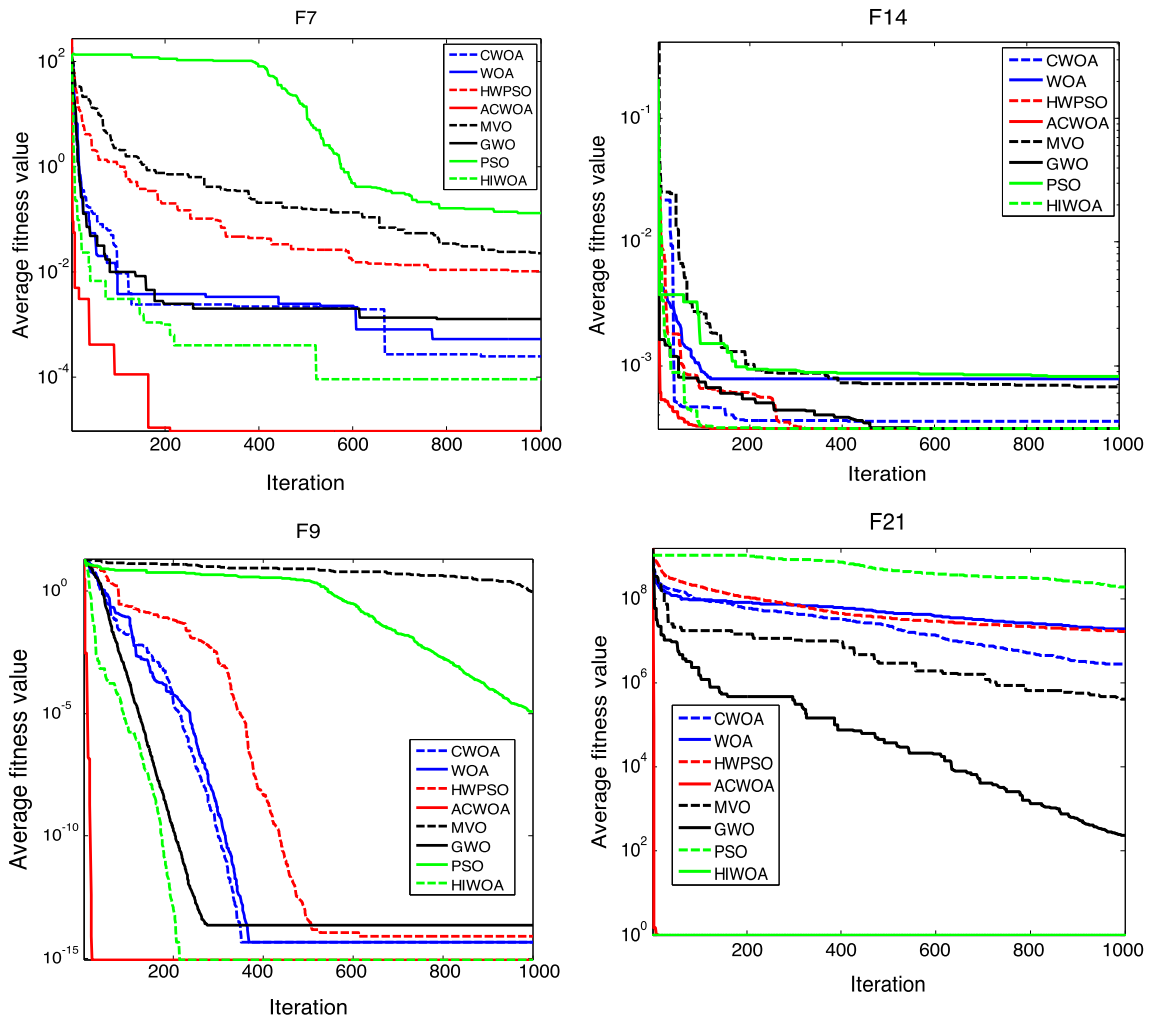 F7
Average fitness value
10^2
10^0
10^-2
10^-4
200
400
600
800
1000
Iteration
CWOA
WOA
HWPSO
ACWOA
MVO
GWO
PSO
HIWOA
F14
Average fitness value
10^-1
10^-2
10^-3
200
400
600
800
1000
Iteration
CWOA
WOA
HWPSO
ACWOA
MVO
GWO
PSO
HIWOA
F9
Average fitness value
10^0
10^-5
10^-10
10^-15
200
400
600
800
1000
Iteration
CWOA
WOA
HWPSO
ACWOA
MVO
GWO
PSO
HIWOA
F21
Average fitness value
10^8
10^6
10^4
10^2
10^0
200
400
600
800
1000
Iteration
CWOA
WOA
HWPSO
ACWOA
MVO
GWO
PSO
HIWOA